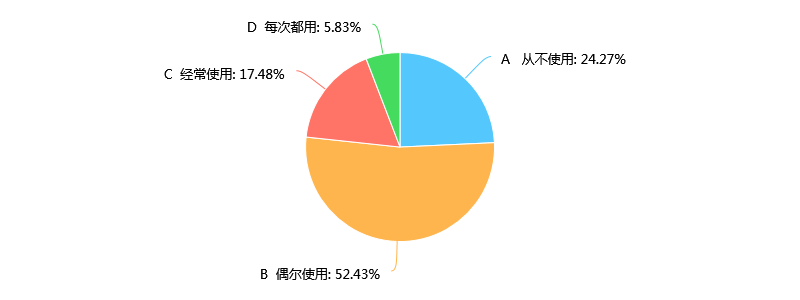 D 每次都用: 5.83%
A 从不使用: 24.27%
C 经常使用: 17.48%
B 偶尔使用: 52.43%